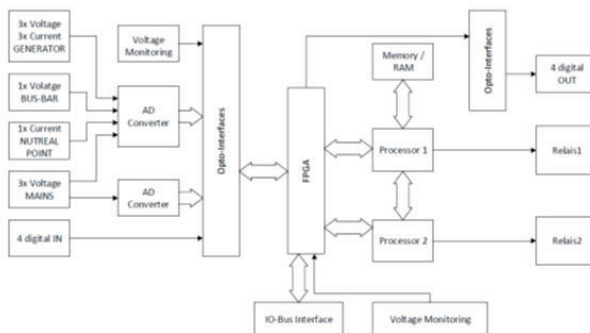 3x Voltage
3x Current
GENERATOR
1x Volatge
BUS-BAR
1x Current
NUTREAL
POINT
3x Voltage
MAINS
4 digital IN
Voltage
Monitoring
AD
Converter
AD
Converter
Opto-Interfaces
FPGA
IO-Bus Interface
Memory /
RAM
Processor 1
Processor 2
Voltage Monitoring
Opto-Interfaces
4 digital
OUT
Relais1
Relais2